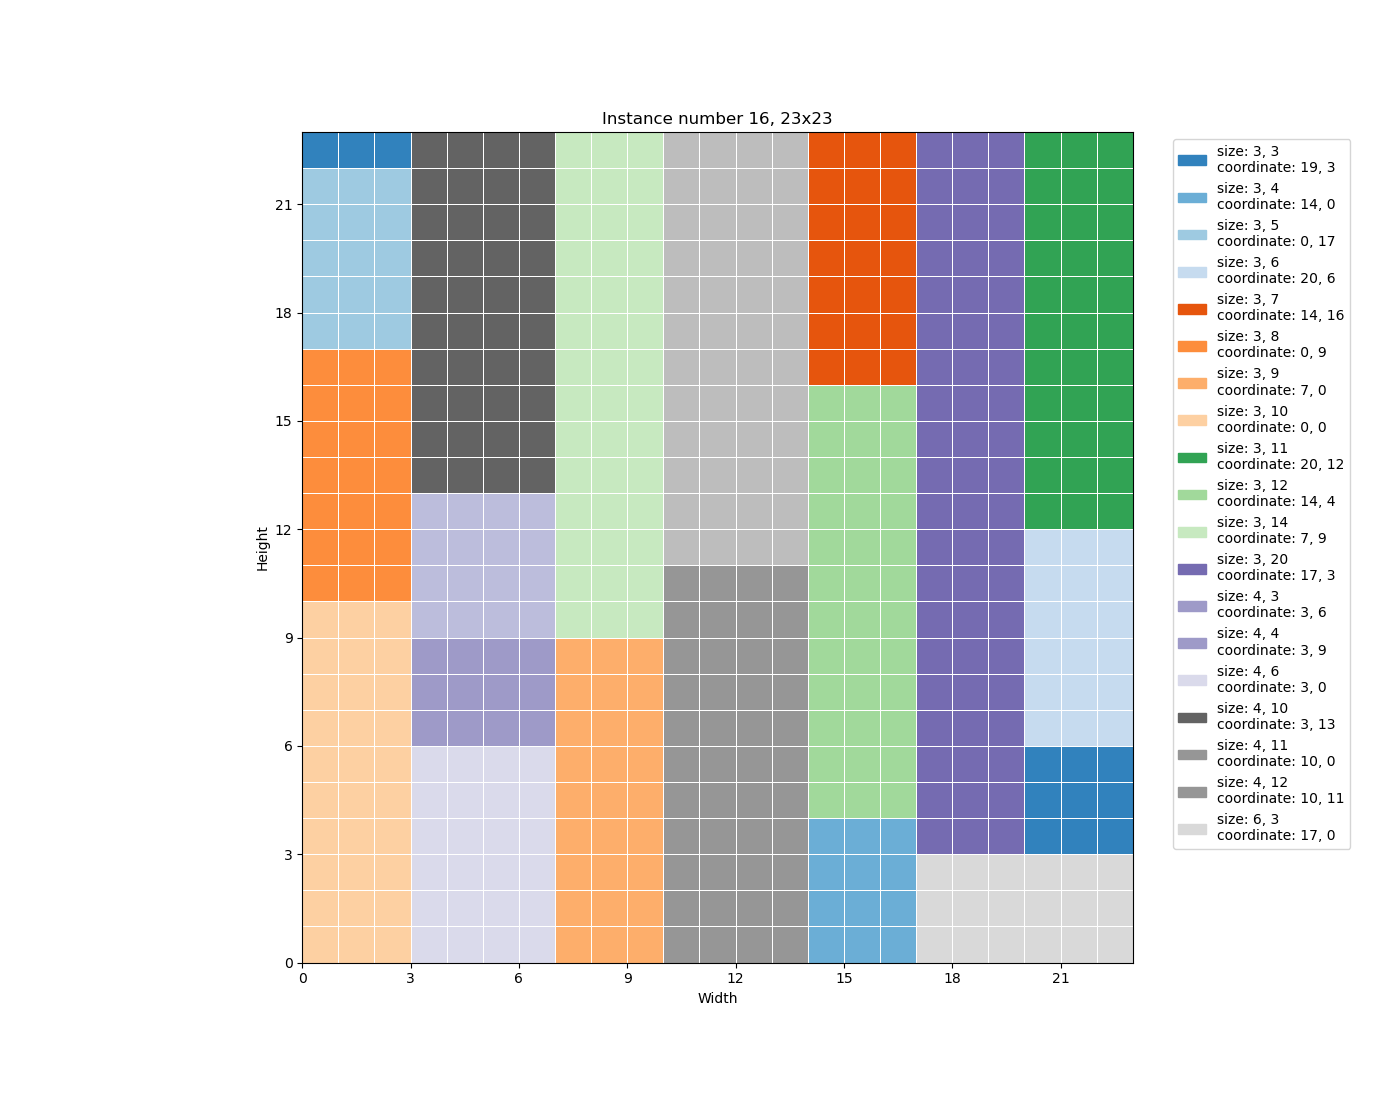 Instance number 16, 23x23
Height
21
18
15
12
9
6
3
0
0 3 6 9 12 15 18 21
Width
size: 3, 3
coordinate: 19, 3
size: 3, 4
coordinate: 14, 0
size: 3, 5
coordinate: 0, 17
size: 3, 6
coordinate: 20, 6
size: 3, 7
coordinate: 14, 16
size: 3, 8
coordinate: 0, 9
size: 3, 9
coordinate: 7, 0
size: 3, 10
coordinate: 0, 0
size: 3, 11
coordinate: 20, 12
size: 3, 12
coordinate: 14, 4
size: 3, 14
coordinate: 7, 9
size: 3, 20
coordinate: 17, 3
size: 4, 3
coordinate: 3, 6
size: 4, 4
coordinate: 3, 9
size: 4, 6
coordinate: 3, 0
size: 4, 10
coordinate: 3, 13
size: 4, 11
coordinate: 10, 0
size: 4, 12
coordinate: 10, 11
size: 6, 3
coordinate: 17, 0